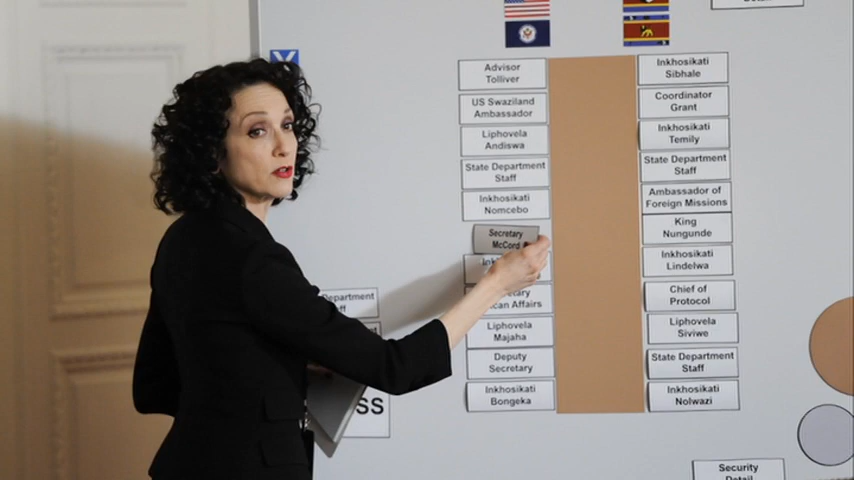 Detail
Advisor
Tolliver
US Swaziland
Ambassador
Liphovela
Andiswa
State Department
Staff
Inkhosikati
Nomcebo
Secretary
McCord
Affairs
Liphovela
Majaha
Deputy
Secretary
Inkhosikati
Bongeka
Inkhosikati
Sibhale
Coordinator
Grant
Inkhosikati
Temily
State Department
Staff
Ambassador of
Foreign Missions
King
Nungunde
Inkhosikati
Lindelwa
Chief of
Protocol
Liphovela
Siviwe
State Department
Staff
Inkhosikati
Nolwazi
Department
SS
Security
Detail